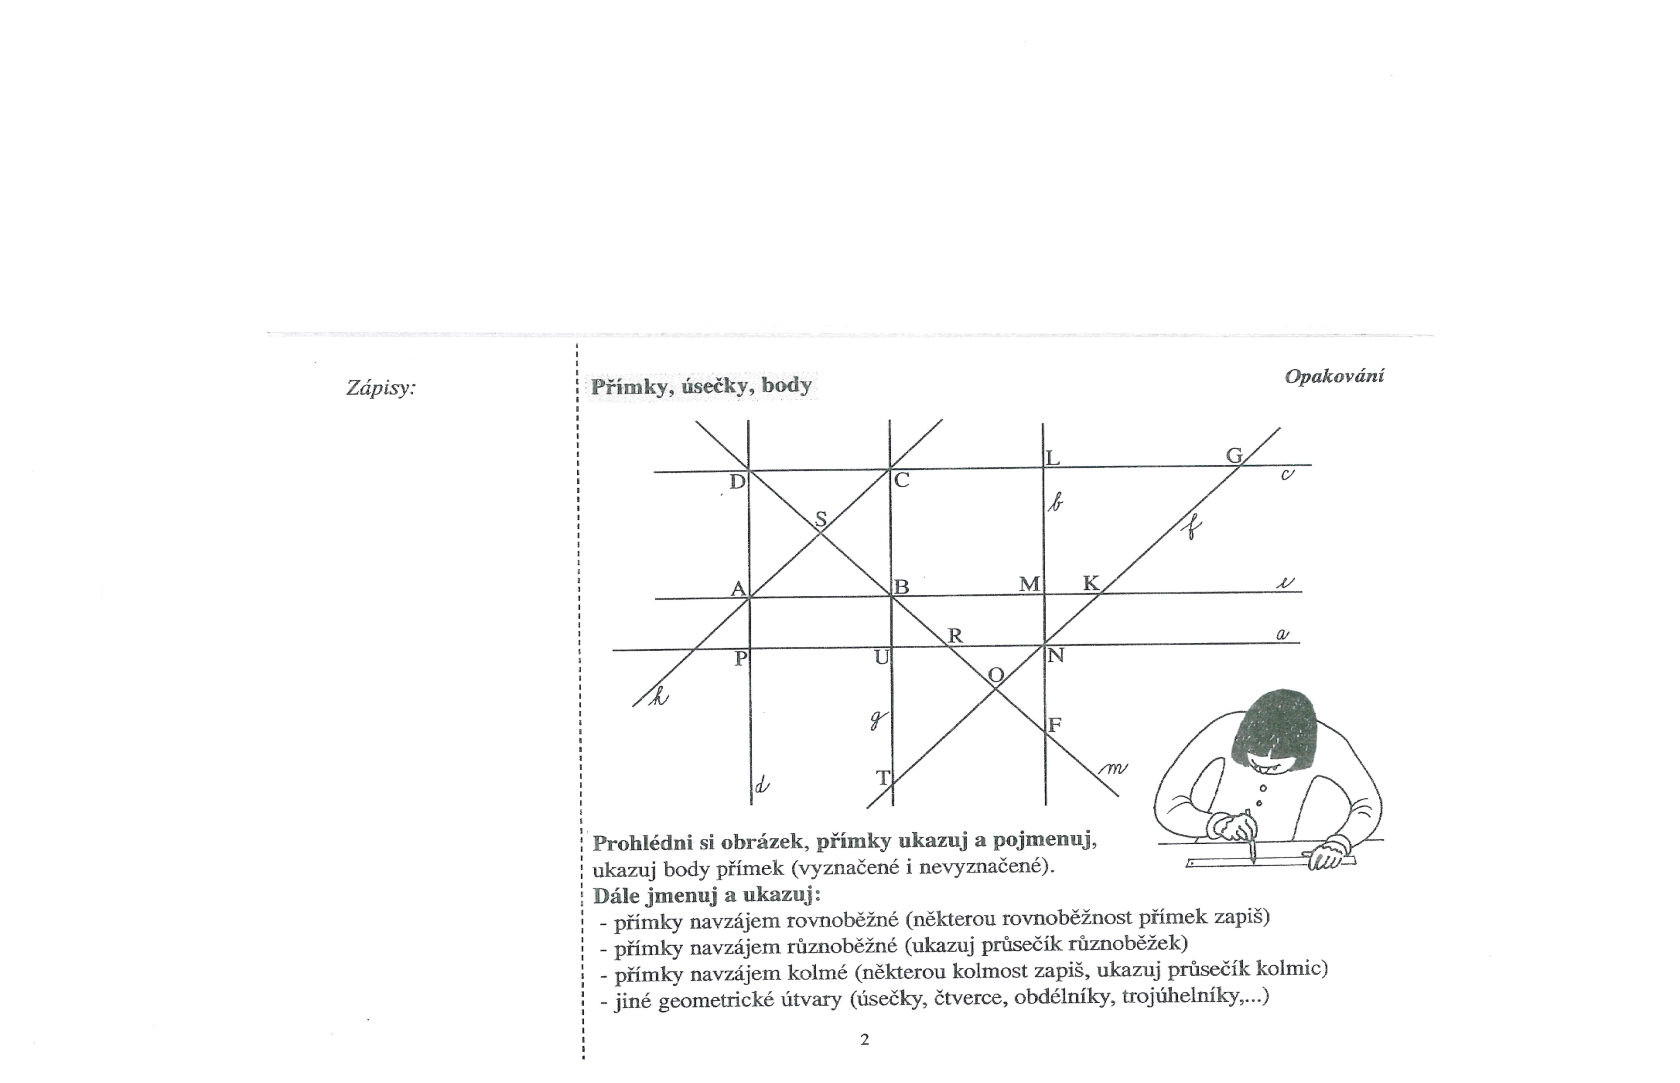 Zápisy:
Přímky, úsečky, body
Opakování
L
G
D
C
c
b
S
f
A
B
M
K
e
R
a
P
U
N
O
h
g
F
T
m
d
Prohlédni si obrázek, přímky ukazuj a pojmenuj,
ukazuj body přímek (vyznačené i nevyznačené).
Dále jmenuj a ukazuj:
- přímky navzájem rovnoběžné (některou rovnoběžnost přímek zapiš)
- přímky navzájem různoběžné (ukazuj průsečík různoběžek)
- přímky navzájem kolmé (některou kolmost zapiš, ukazuj průsečík kolmic)
- jiné geometrické útvary (úsečky, čtverce, obdélníky, trojúhelníky,...)
2